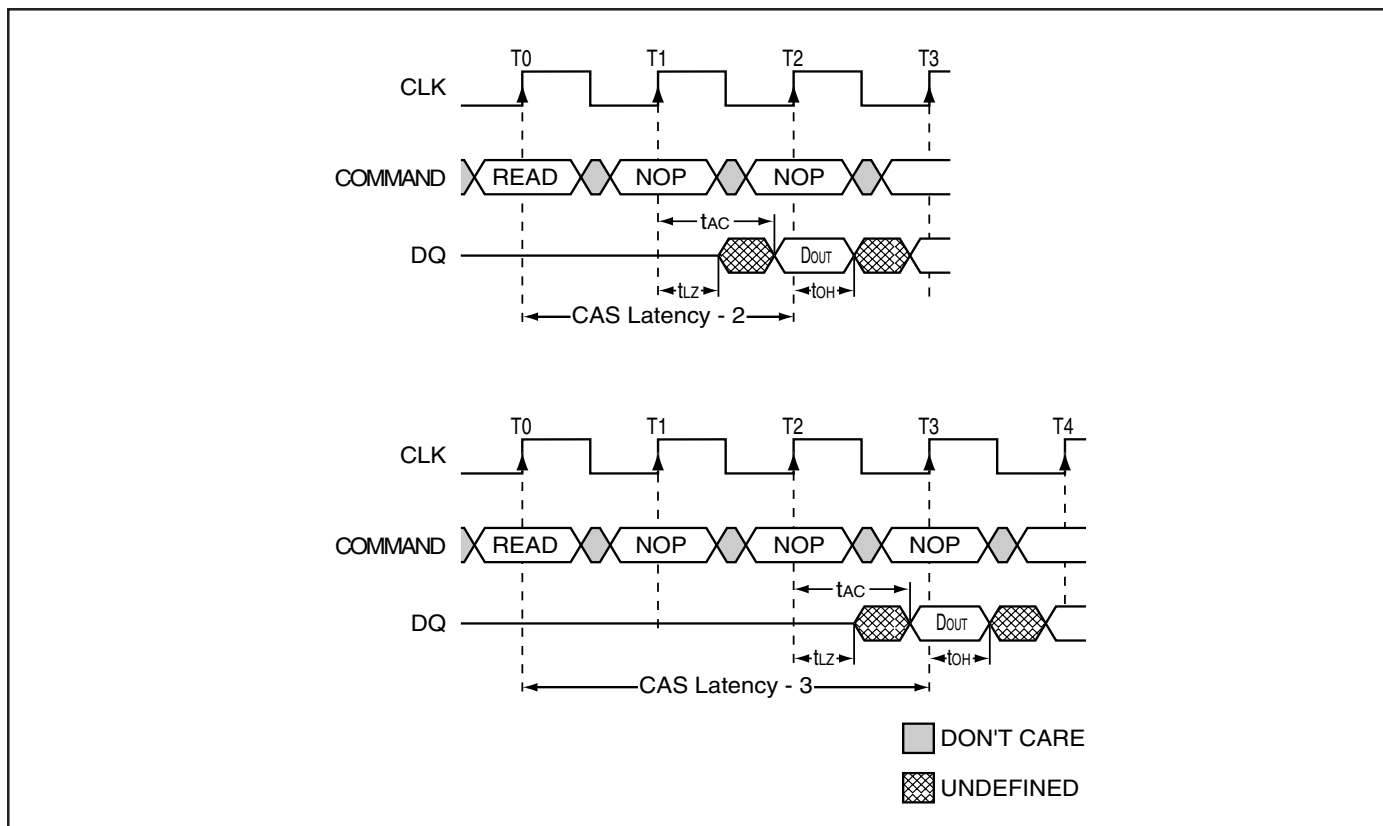 T0 T1 T2 T3
CLK
COMMAND READ NOP NOP
tAC
DQ DOUT
tLZ tOH
CAS Latency - 2
T0 T1 T2 T3 T4
CLK
COMMAND READ NOP NOP NOP
tAC
DQ DOUT
tLZ tOH
CAS Latency - 3
DON'T CARE
UNDEFINED